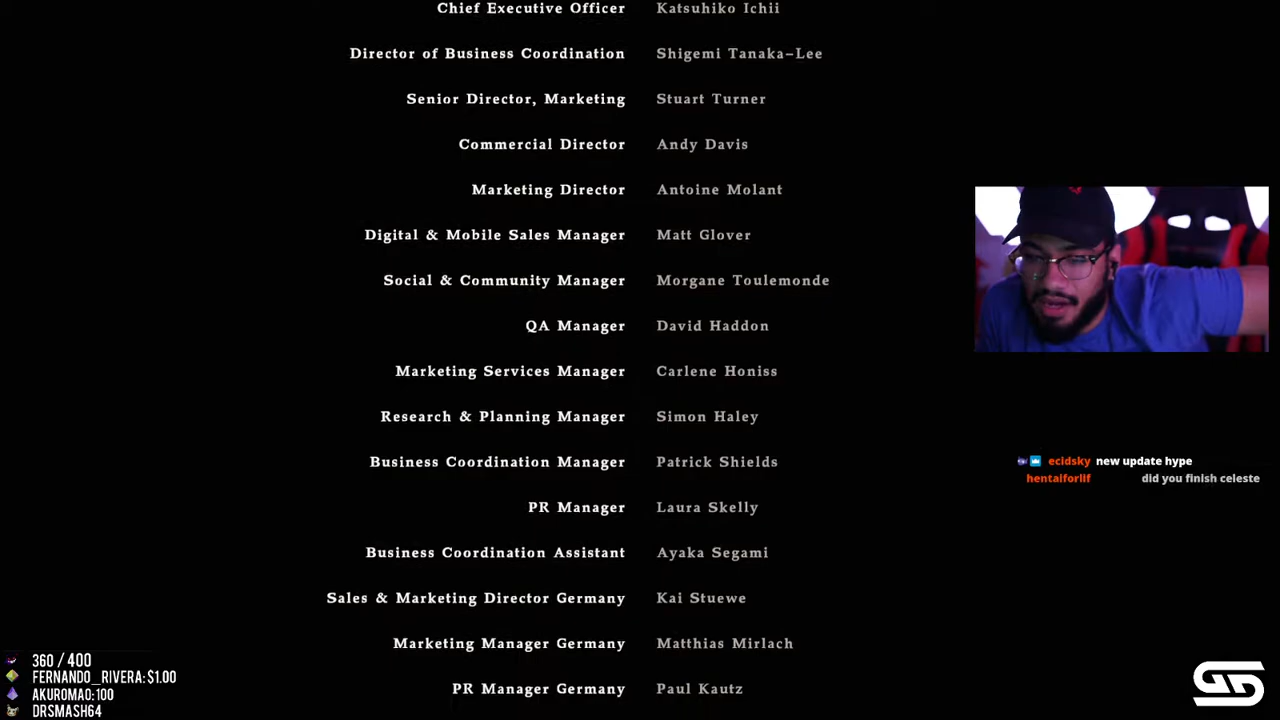 Chief Executive Officer Katsuhiko Ichii
Director of Business Coordination Shigemi Tanaka-Lee
Senior Director, Marketing Stuart Turner
Commercial Director Andy Davis
Marketing Director Antoine Molant
Digital & Mobile Sales Manager Matt Glover
Social & Community Manager Morgane Toulemonde
QA Manager David Haddon
Marketing Services Manager Carlene Honiss
Research & Planning Manager Simon Haley
Business Coordination Manager Patrick Shields
PR Manager Laura Skelly
Business Coordination Assistant Ayaka Segami
Sales & Marketing Director Germany Kai Stuewe
Marketing Manager Germany Matthias Mirlach
PR Manager Germany Paul Kautz
ecidsky new update hype
hentaiforlif did you finish celeste
360 / 400
FERNANDO_RIVERA: $1.00
AKUROMAO: 100
DRSMASH64